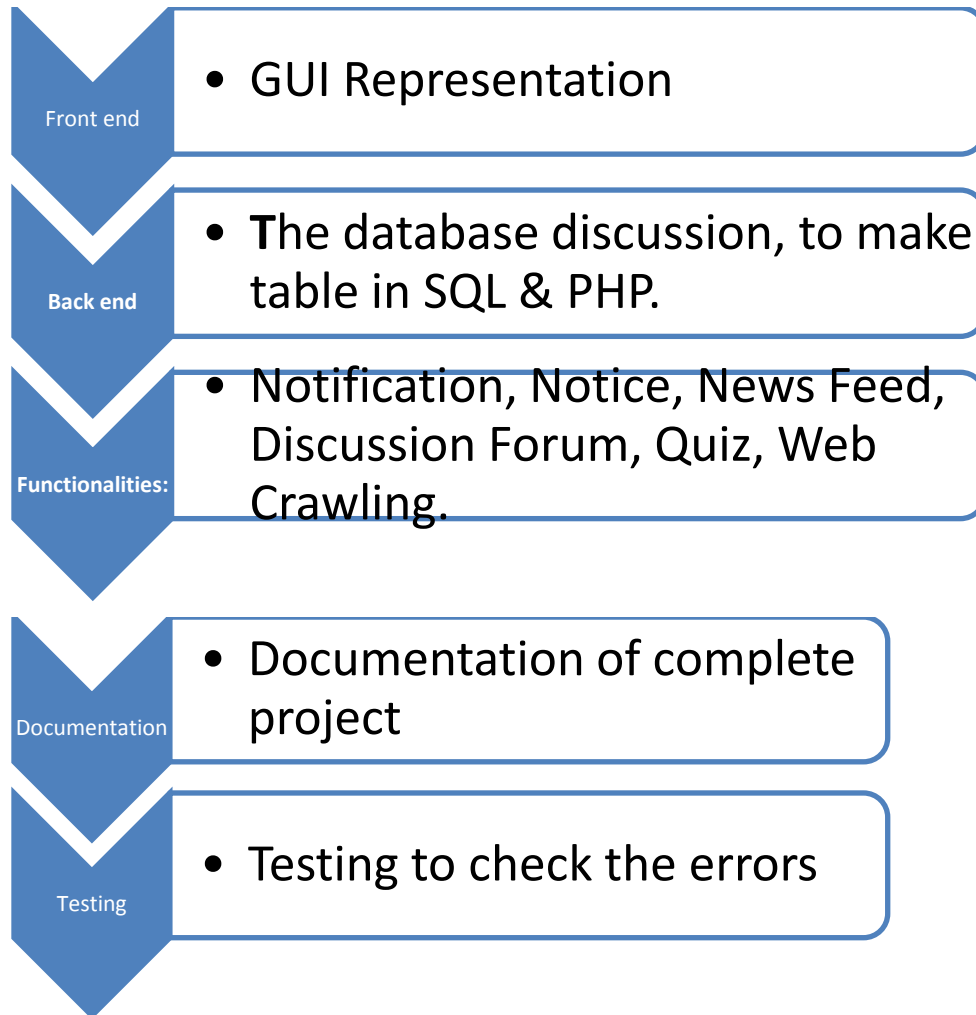 Front end
• GUI Representation
Back end
• The database discussion, to make
table in SQL & PHP.
Functionalities:
• Notification, Notice, News Feed,
Discussion Forum, Quiz, Web
Crawling.
Documentation
• Documentation of complete
project
Testing
• Testing to check the errors